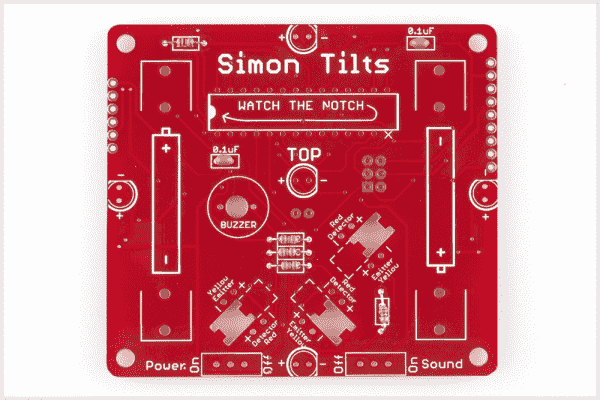 0.1uF
Simon Tilts
WATCH THE NOTCH
0.1uF
TOP
+ -
BUZZER
Red
Detector
Emitter
Yellow
Yellow
Emitter
Detector
Red
Red
Detector
Emitter
Yellow
Power
On
Off
Off
On
Sound